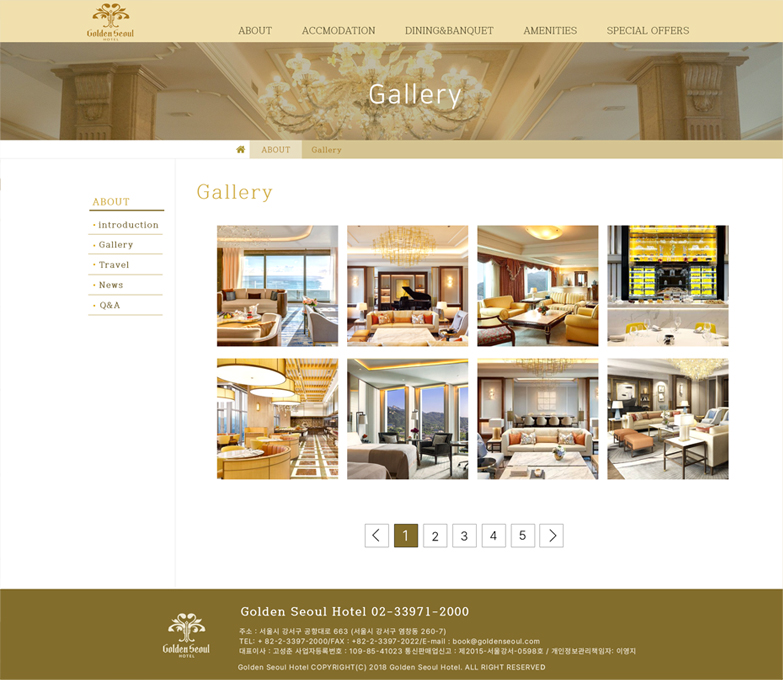 Golden Seoul
HOTEL
ABOUT ACCMODATION DINING&BANQUET AMENITIES SPECIAL OFFERS
Gallery
ABOUT Gallery
ABOUT
• introduction
• Gallery
• Travel
• News
• Q&A
Gallery
1 2 3 4 5
Golden Seoul
HOTEL
Golden Seoul Hotel 02-33971-2000
주소 : 서울시 강서구 공항대로 663 (서울시 강서구 염창동 260-7)
TEL: + 82-2-3397-2000/FAX : +82-2-3397-2022/E-mail : book@goldenseoul.com
대표이사 : 고성춘 사업자등록번호 : 109-85-41023 통신판매업신고 : 제2015-서울강서-0598호 / 개인정보관리책임자: 이영지
Golden Seoul Hotel COPYRIGHT(C) 2018 Golden Seoul Hotel. ALL RIGHT RESERVED